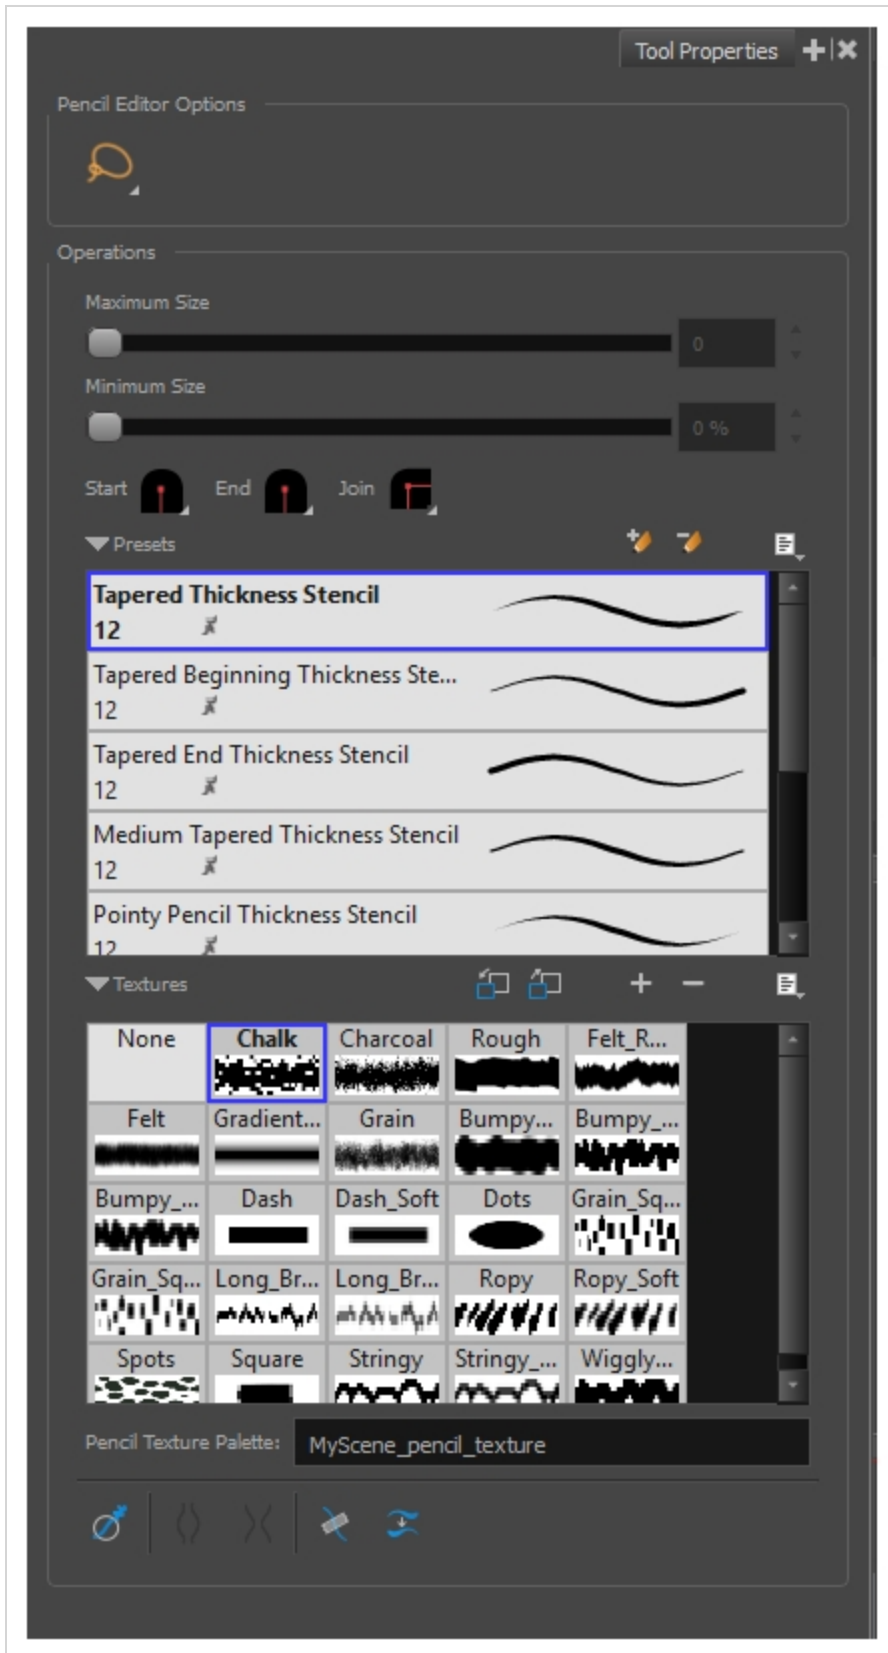 Tool Properties
Pencil Editor Options
Operations
Maximum Size
0
Minimum Size
0 %
Start End Join
Presets
Tapered Thickness Stencil
12
Tapered Beginning Thickness Ste...
12
Tapered End Thickness Stencil
12
Medium Tapered Thickness Stencil
12
Pointy Pencil Thickness Stencil
12
Textures
None Chalk Charcoal Rough Felt_R...
Felt Gradient... Grain Bumpy... Bumpy_...
Bumpy_... Dash Dash_Soft Dots Grain_Sq...
Grain_Sq... Long_Br... Long_Br... Ropy Ropy_Soft
Spots Square Stringy Stringy_... Wiggly...
Pencil Texture Palette: MyScene_pencil_texture